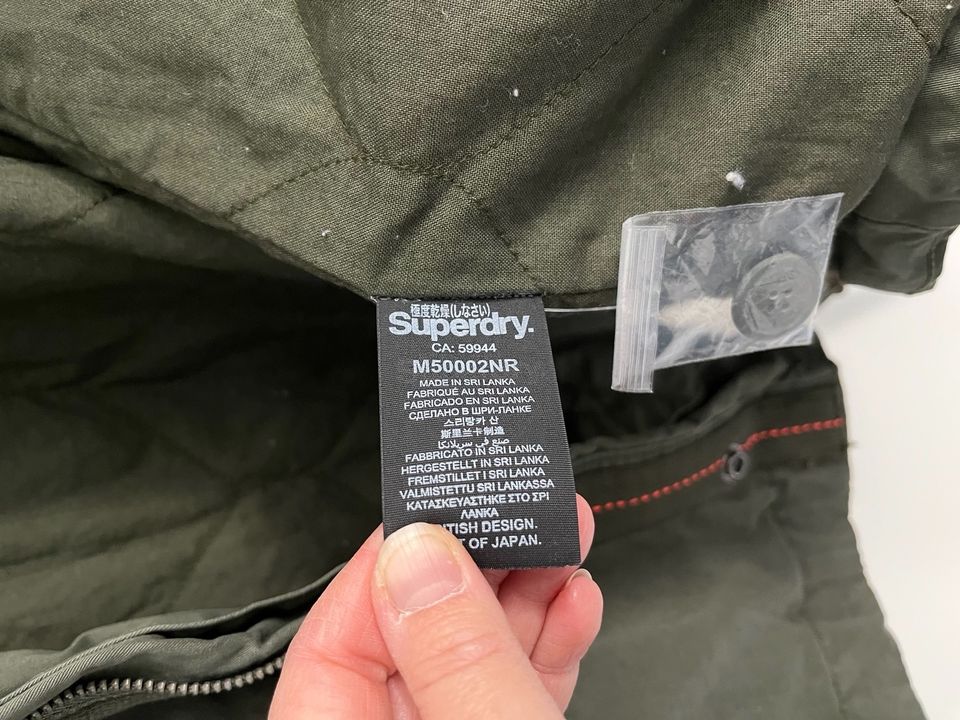 極度乾燥(しなさい)
Superdry.
CA: 59944
M50002NR
MADE IN SRI LANKA
FABRIQUÉ AU SRI LANKA
FABRICADO EN SRI LANKA
СДЕЛАНО В ШРИ-ЛАНКЕ
스리랑카 산
斯里兰卡制造
صنع في سريلانكا
FABBRICATO IN SRI LANKA
HERGESTELLT IN SRI LANKA
FREMSTILLET I SRI LANKA
VALMISTETTU SRI LANKASSA
ΚΑΤΑΣΚΕΥΑΣΤΗΚΕ ΣΤΟ ΣΡΙ
ΛΑΝΚΑ
DESIGN.
OF JAPAN.